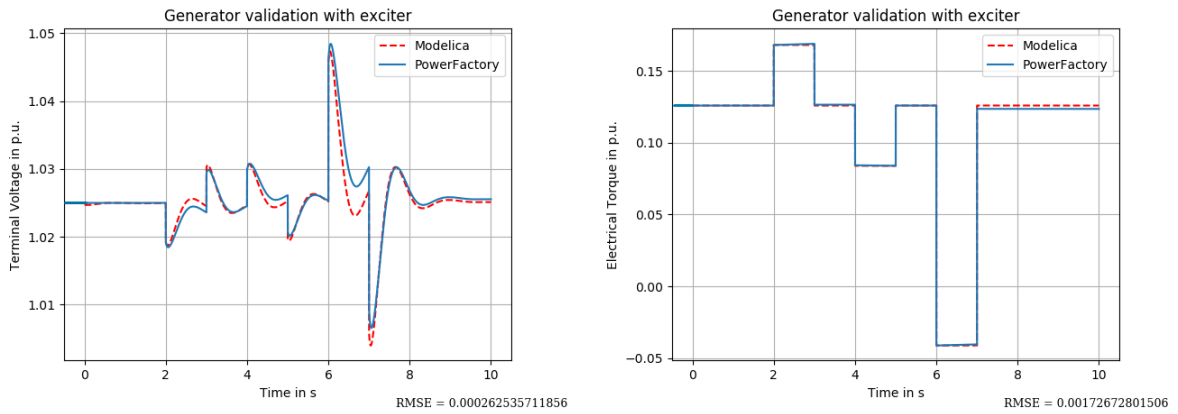 Generator validation with exciter
Terminal Voltage in p.u.
1.05
1.04
1.03
1.02
1.01
Modelica
PowerFactory
0 2 4 6 8 10
Time in s
RMSE = 0.000262535711856
Generator validation with exciter
Electrical Torque in p.u.
0.15
0.10
0.05
0.00
−0.05
Modelica
PowerFactory
0 2 4 6 8 10
Time in s
RMSE = 0.00172672801506